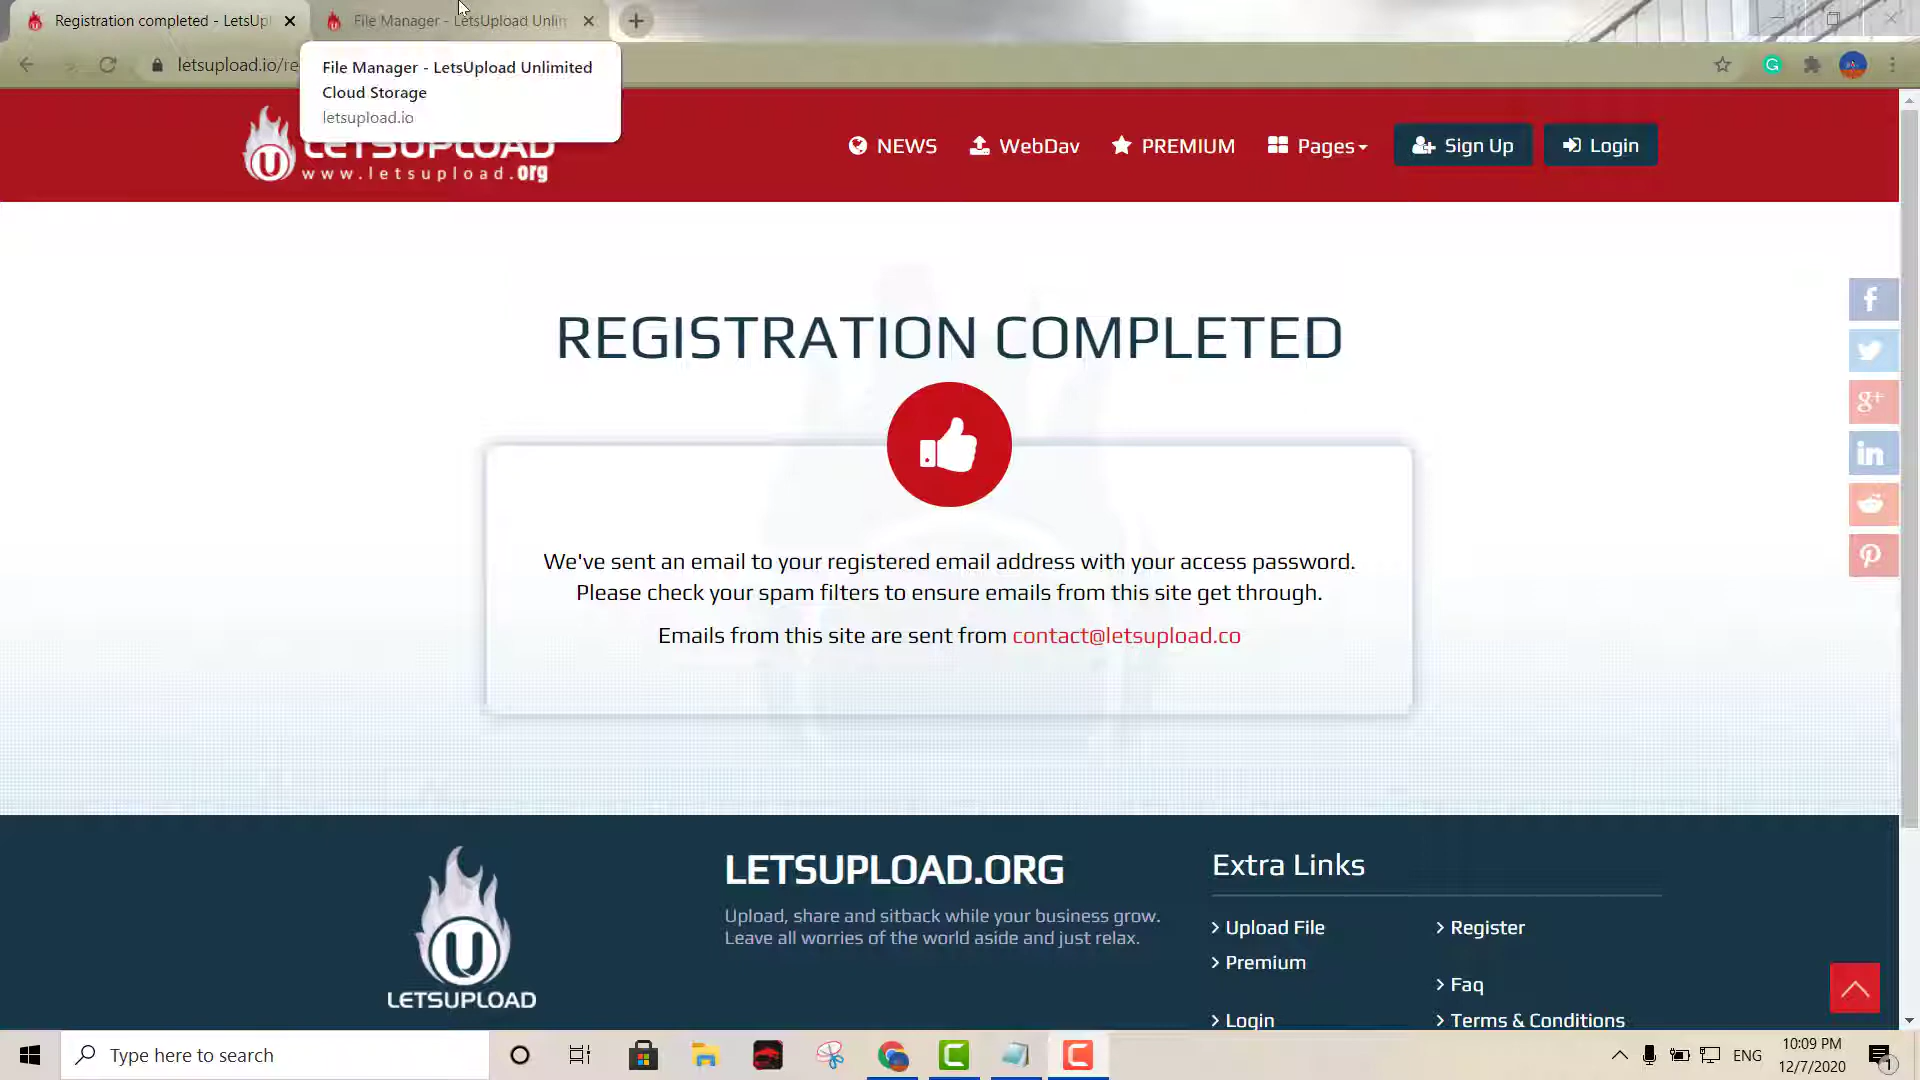 Registration completed - LetsUp
File Manager - LetsUpload Unlim
letsupload.io/re
File Manager - LetsUpload Unlimited
Cloud Storage
letsupload.io
LETSUPLOAD
www.letsupload.org
NEWS
WebDav
PREMIUM
Pages
Sign Up
Login
REGISTRATION COMPLETED
We've sent an email to your registered email address with your access password.
Please check your spam filters to ensure emails from this site get through.
Emails from this site are sent from contact@letsupload.co
LETSUPLOAD
LETSUPLOAD.ORG
Upload, share and sitback while your business grow.
Leave all worries of the world aside and just relax.
Extra Links
Upload File
Register
Premium
Faq
Login
Terms & Conditions
Type here to search
ENG
10:09 PM
12/7/2020
1